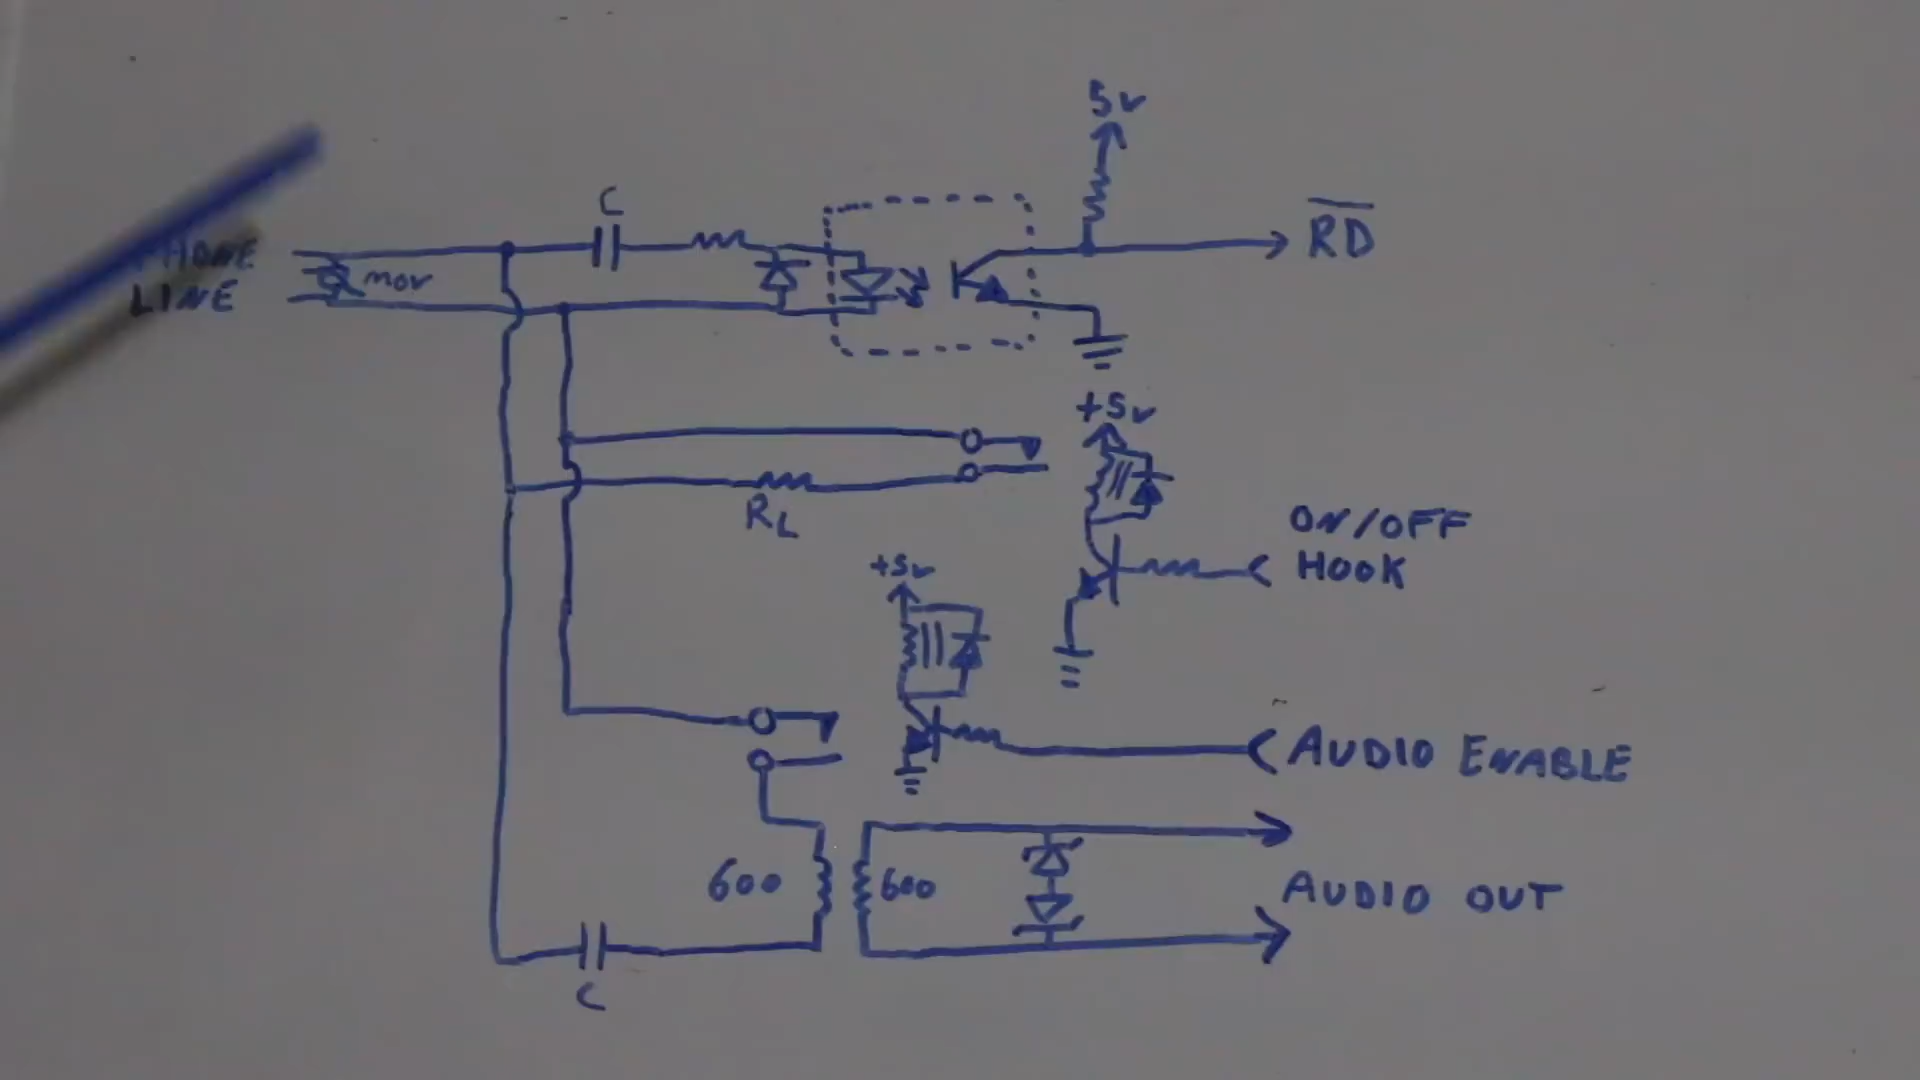 5v
C
RD
PHONE
LINE
mov
+5v
RL
ON/OFF
HOOK
+5v
AUDIO ENABLE
600
600
AUDIO OUT
C